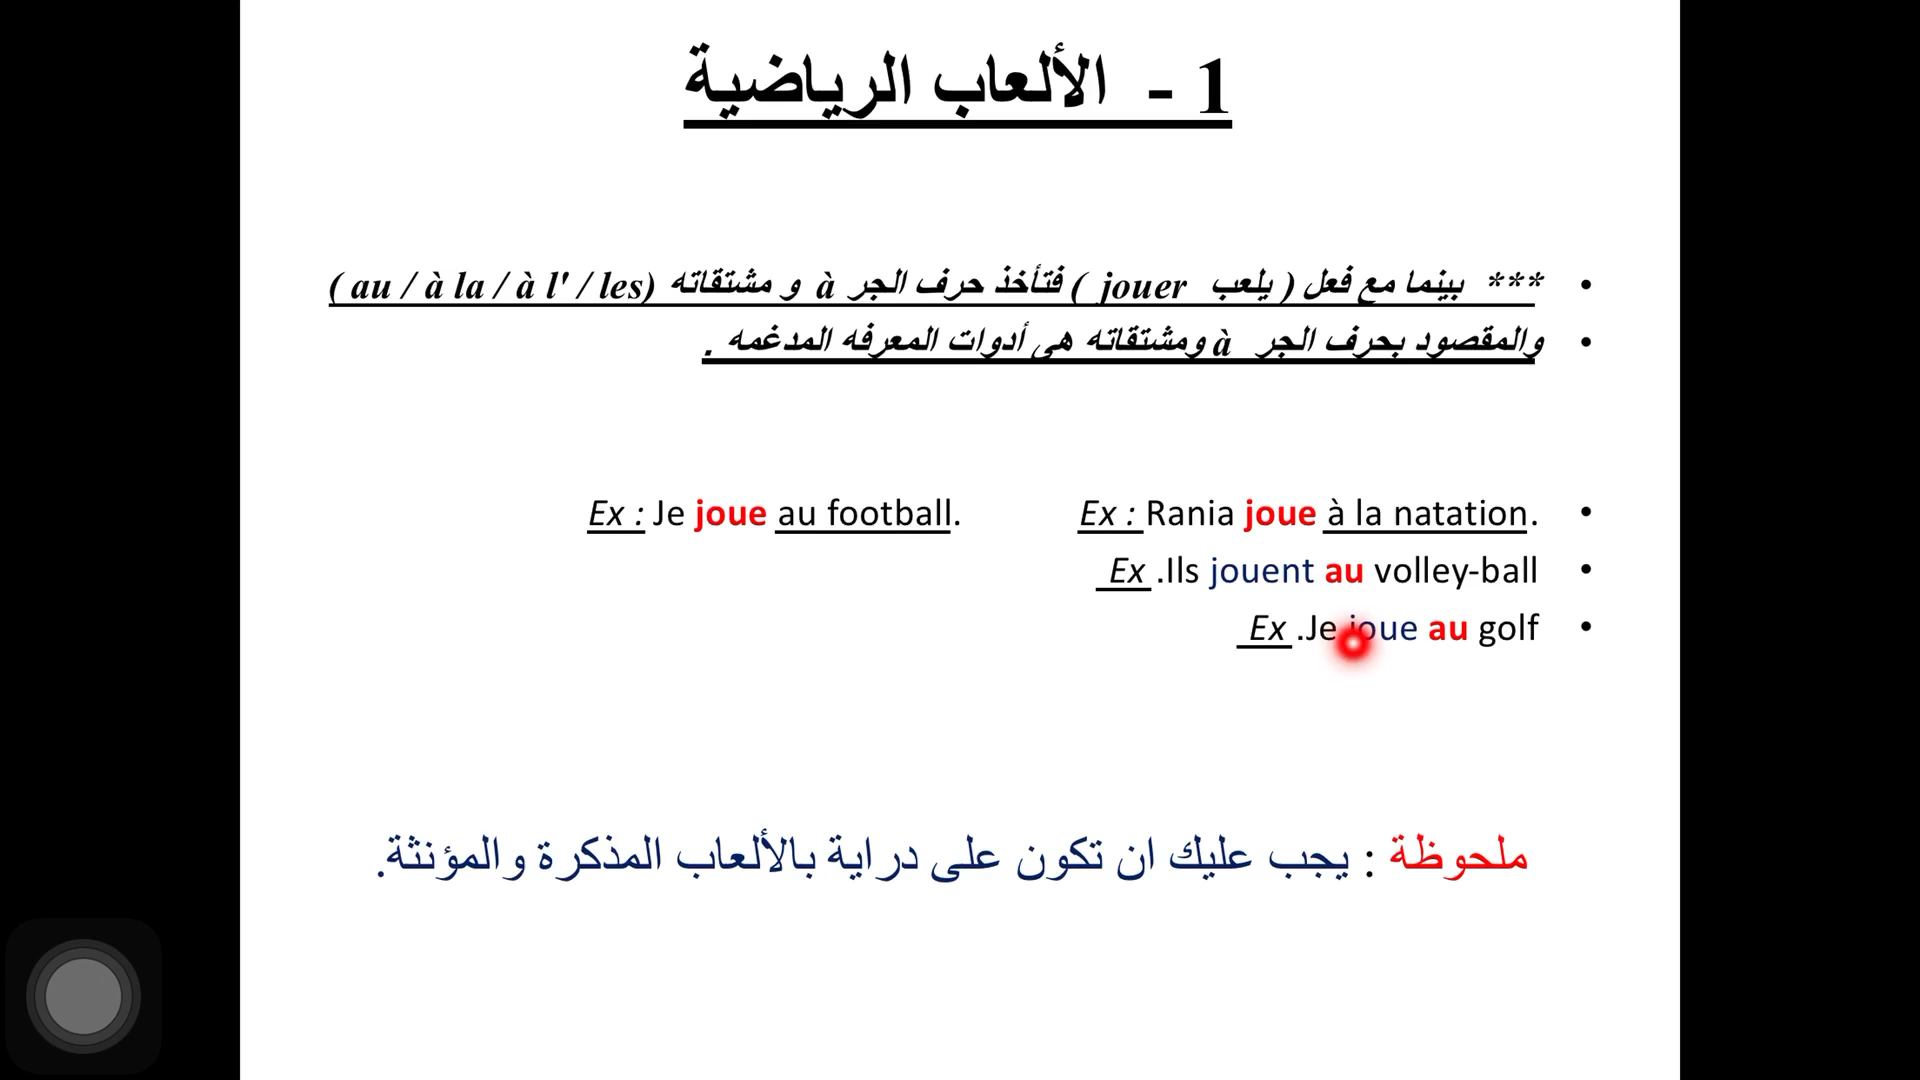 1 - الألعاب الرياضية
*** بينما مع فعل ( يلعب jouer ) فتأخذ حرف الجر à و مشتقاته (au / à la / à l' / les )
والمقصود بحرف الجر à ومشتقاته هى أدوات المعرفه المدغمه .
Ex : Je joue au football. Ex : Rania joue à la natation.
Ex .Ils jouent au volley-ball
Ex .Je joue au golf
ملحوظة : يجب عليك ان تكون على دراية بالألعاب المذكرة والمؤنثة.